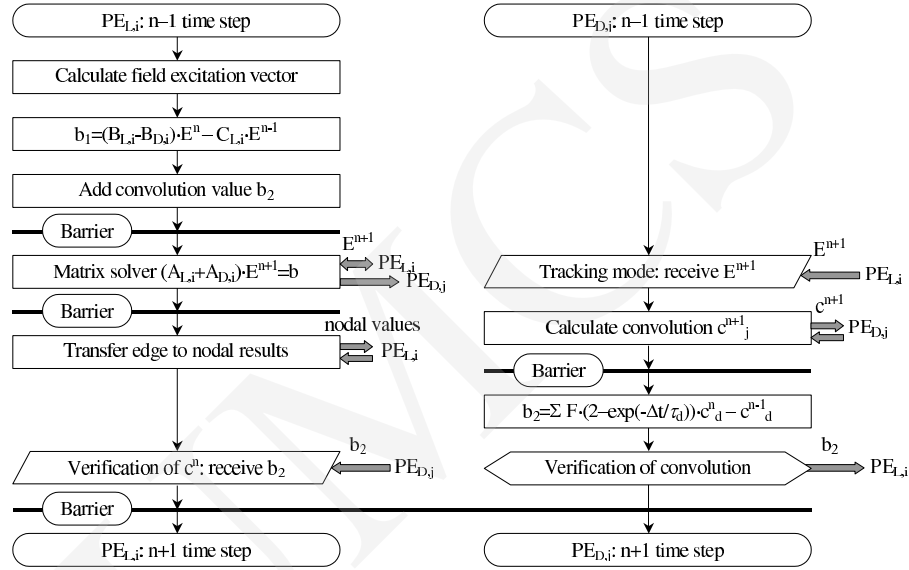 PE_L,i: n–1 time step
Calculate field excitation vector
b_1=(B_L,i-B_D,i)·E^n – C_L,i·E^n-1
Add convolution value b_2
Barrier
E^n+1
Matrix solver (A_L,i+A_D,i)·E^n+1=b
PE_L,i
PE_D,j
Barrier
nodal values
Transfer edge to nodal results
PE_L,i
b_2
Verification of c^n: receive b_2
PE_D,j
Barrier
PE_L,i: n+1 time step
PE_D,j: n–1 time step
E^n+1
Tracking mode: receive E^n+1
PE_L,i
c^n+1
Calculate convolution c^n+1_j
PE_D,j
Barrier
b_2=Σ F·(2–exp(-Δt/τ_d))·c^n_d – c^n-1_d
b_2
Verification of convolution
PE_L,i
PE_D,j: n+1 time step
UMCS